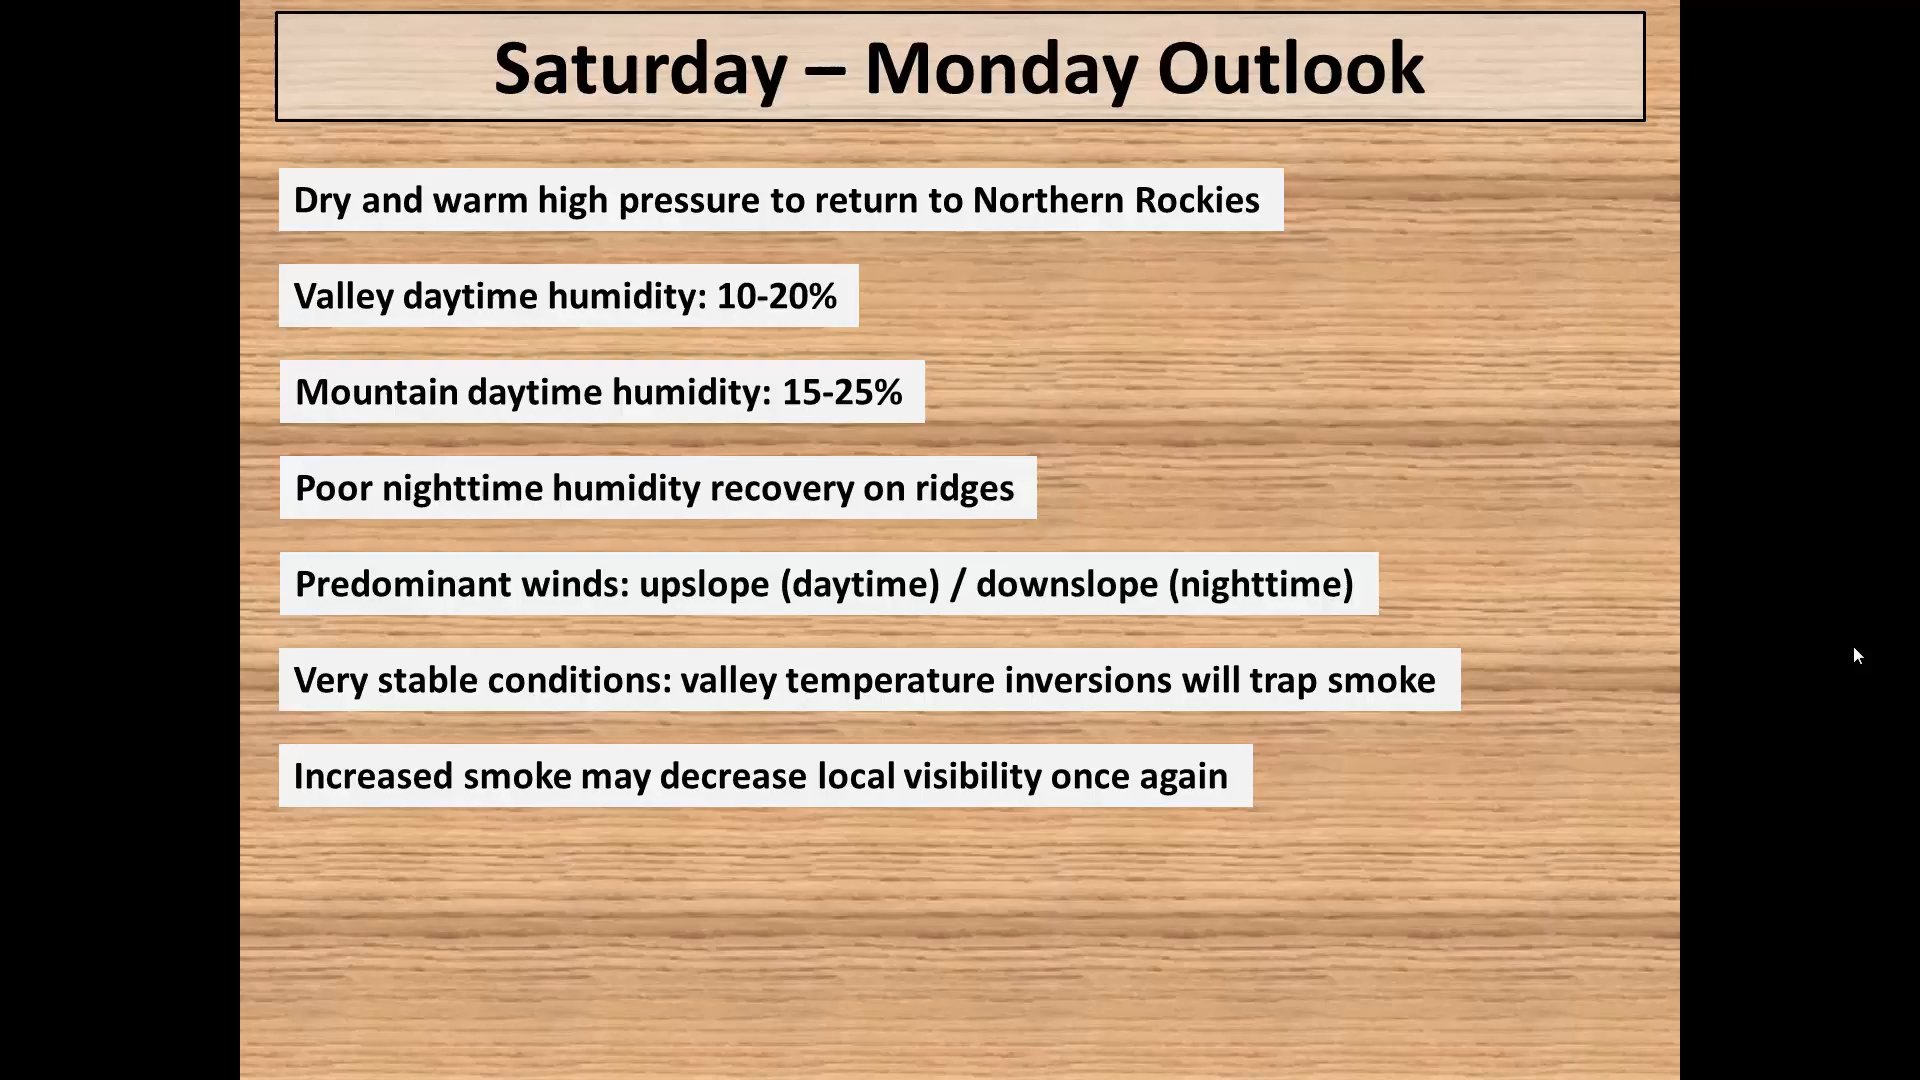 Saturday – Monday Outlook
Dry and warm high pressure to return to Northern Rockies
Valley daytime humidity: 10-20%
Mountain daytime humidity: 15-25%
Poor nighttime humidity recovery on ridges
Predominant winds: upslope (daytime) / downslope (nighttime)
Very stable conditions: valley temperature inversions will trap smoke
Increased smoke may decrease local visibility once again